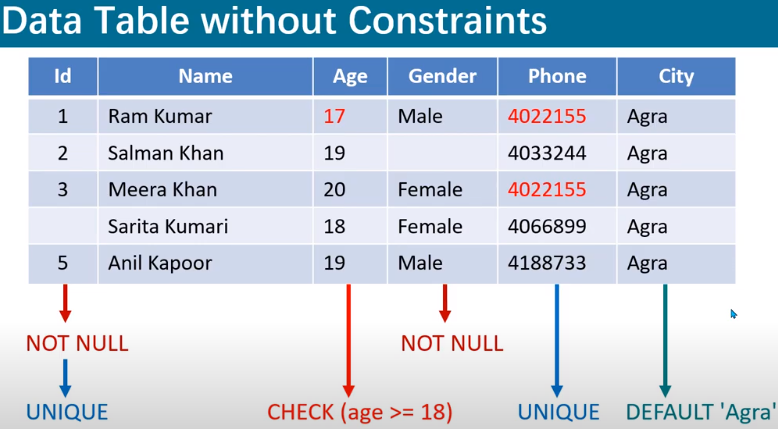 Data Table without Constraints
Id Name Age Gender Phone City
1 Ram Kumar 17 Male 4022155 Agra
2 Salman Khan 19 4033244 Agra
3 Meera Khan 20 Female 4022155 Agra
Sarita Kumari 18 Female 4066899 Agra
5 Anil Kapoor 19 Male 4188733 Agra
NOT NULL NOT NULL
UNIQUE CHECK (age >= 18) UNIQUE DEFAULT 'Agra'